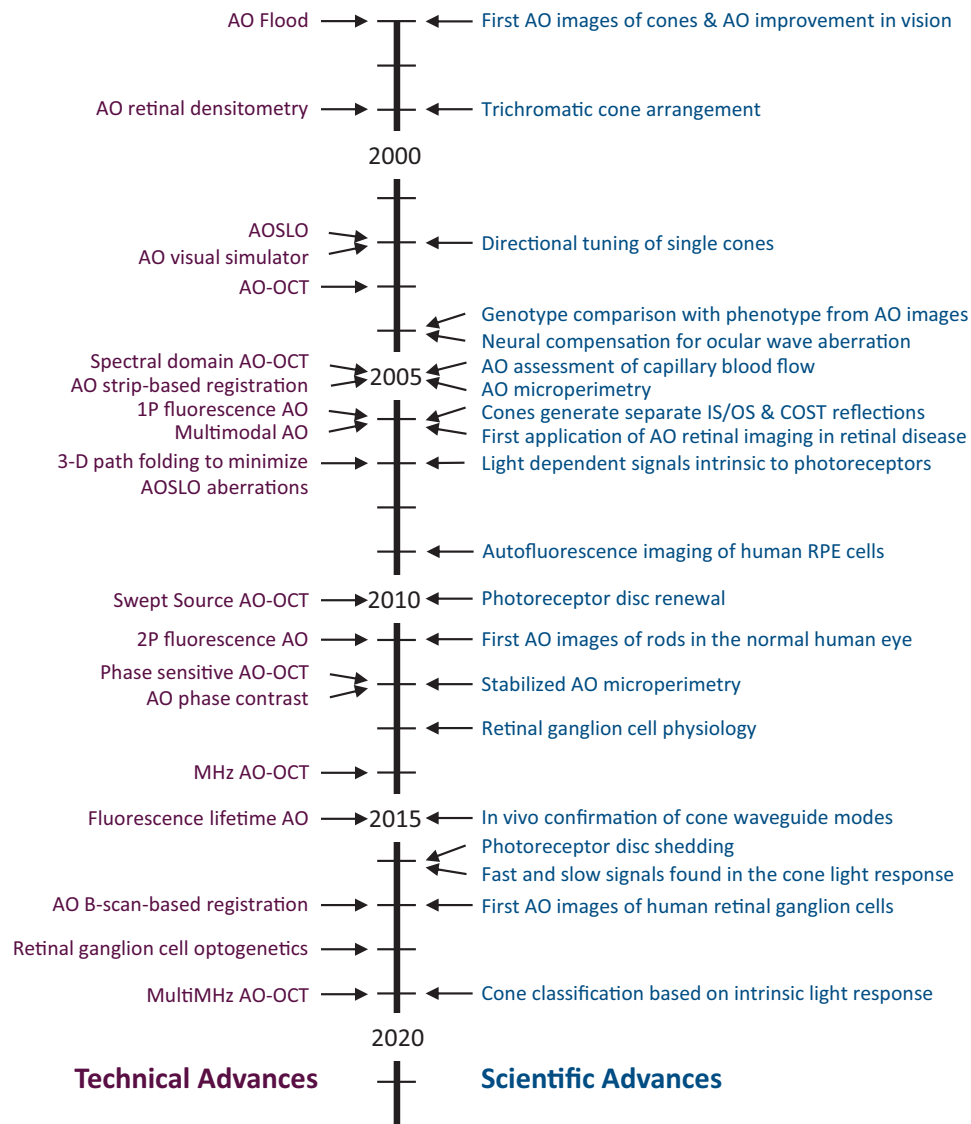 AO Flood
First AO images of cones & AO improvement in vision
AO retinal densitometry
Trichromatic cone arrangement
2000
AOSLO
AO visual simulator
Directional tuning of single cones
AO-OCT
Genotype comparison with phenotype from AO images
Neural compensation for ocular wave aberration
Spectral domain AO-OCT
AO strip-based registration
2005
AO assessment of capillary blood flow
AO microperimetry
1P fluorescence AO
Multimodal AO
Cones generate separate IS/OS & COST reflections
First application of AO retinal imaging in retinal disease
3-D path folding to minimize
AOSLO aberrations
Light dependent signals intrinsic to photoreceptors
Autofluorescence imaging of human RPE cells
Swept Source AO-OCT
2010
Photoreceptor disc renewal
2P fluorescence AO
First AO images of rods in the normal human eye
Phase sensitive AO-OCT
AO phase contrast
Stabilized AO microperimetry
Retinal ganglion cell physiology
MHz AO-OCT
Fluorescence lifetime AO
2015
In vivo confirmation of cone waveguide modes
Photoreceptor disc shedding
Fast and slow signals found in the cone light response
AO B-scan-based registration
First AO images of human retinal ganglion cells
Retinal ganglion cell optogenetics
MultiMHz AO-OCT
Cone classification based on intrinsic light response
2020
Technical Advances
Scientific Advances